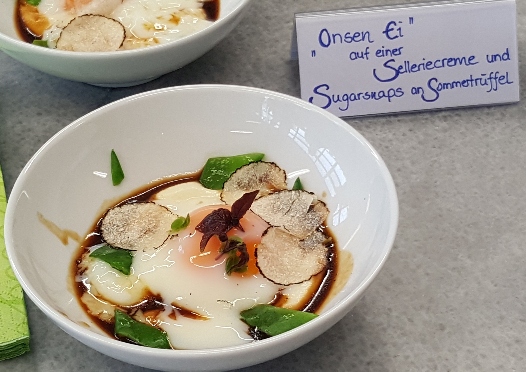 "Onsen Ei"
auf einer
Selleriecreme und
Sugarsnaps an Sommertrüffel